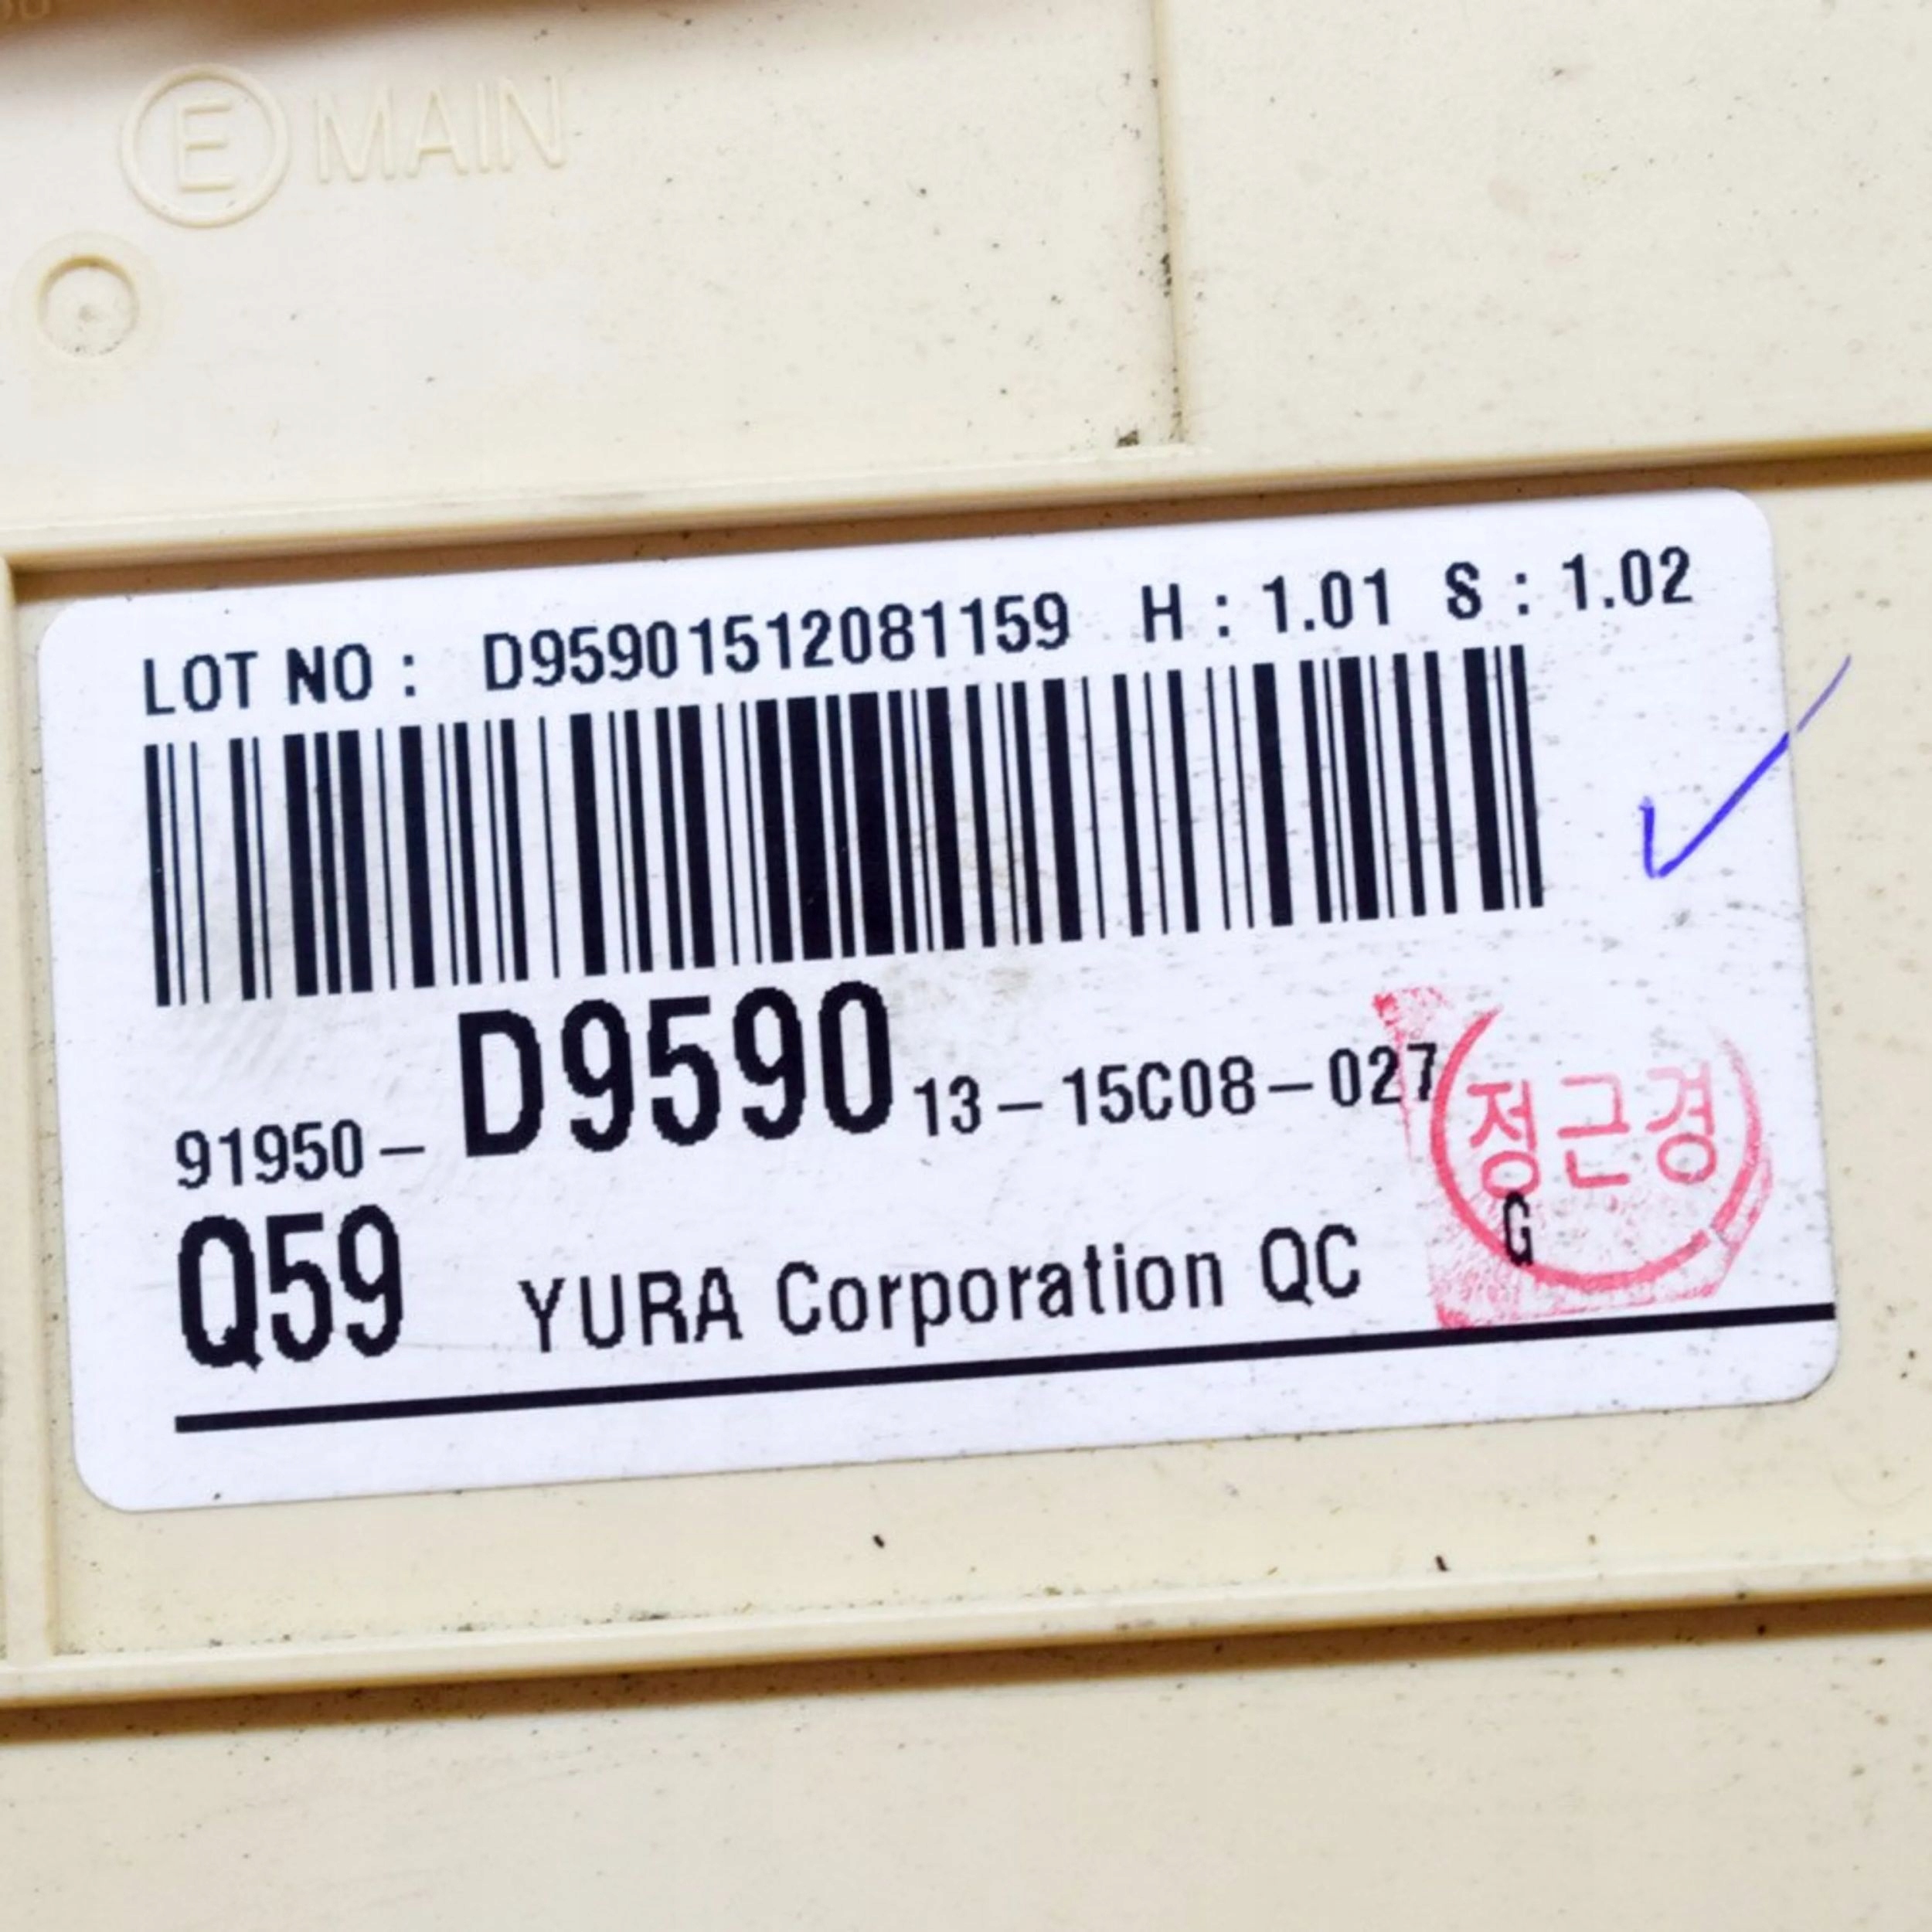 Ⓔ MAIN
LOT NO : D95901512081159 H : 1.01 S : 1.02
91950-D9590 13-15C08-027
정근경
G
Q59 YURA Corporation QC